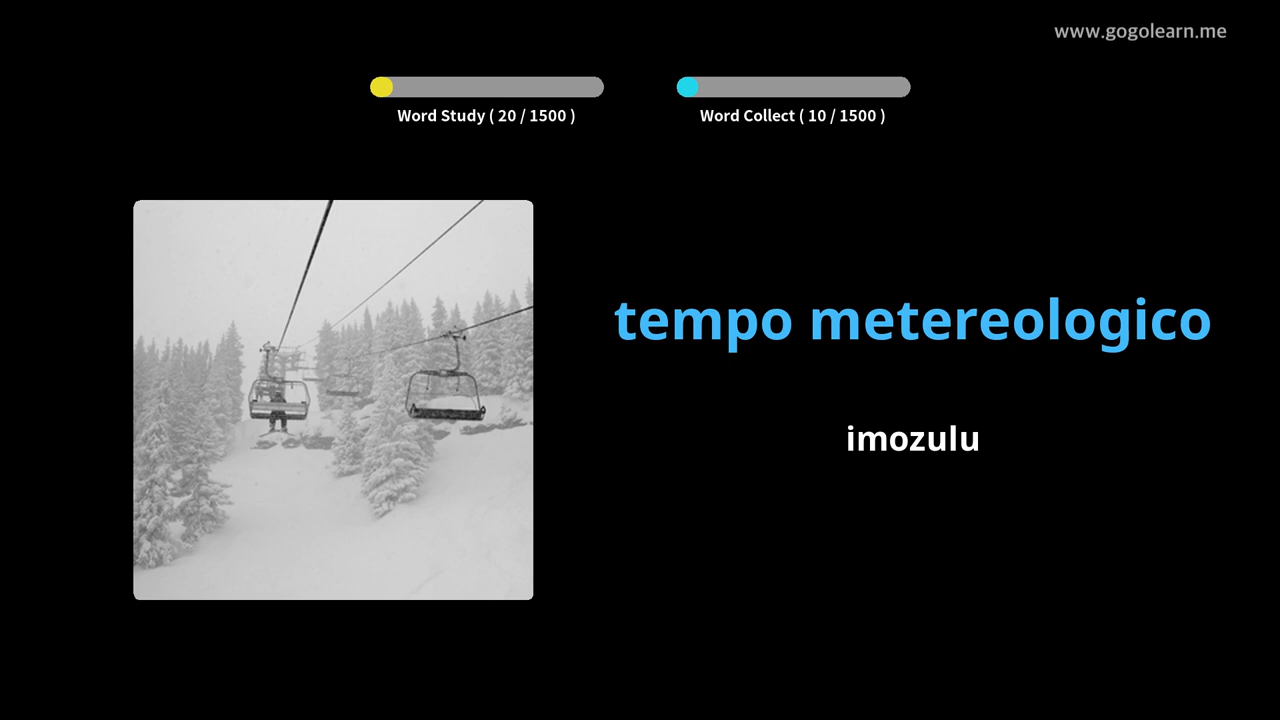 www.gogolearn.me
Word Study ( 20 / 1500 )
Word Collect ( 10 / 1500 )
tempo metereologico
imozulu